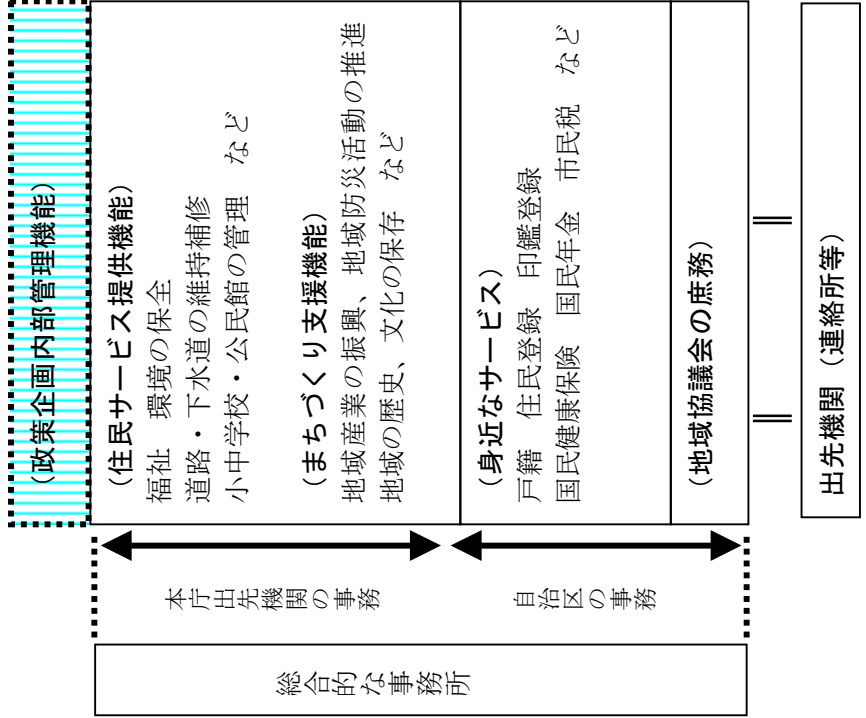 （政策企画内部管理機能）
（住民サービス提供機能）
福祉　環境の保全
道路・下水道の維持補修
小中学校・公民館の管理　など
（まちづくり支援機能）
地域産業の振興、地域防災活動の推進
地域の歴史、文化の保存　など
（身近なサービス）
戸籍　住民登録　印鑑登録
国民健康保険　国民年金　市民税　など
（地域協議会の庶務）
出先機関（連絡所等）
本庁出先機関の事務
自治区の事務
総合的な事務所